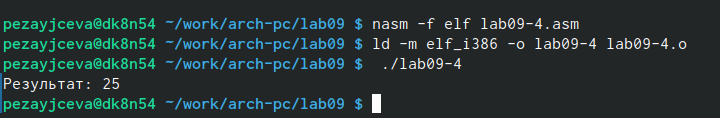 pezayjceva@dk8n54 ~/work/arch-pc/lab09 $ nasm -f elf lab09-4.asm
pezayjceva@dk8n54 ~/work/arch-pc/lab09 $ ld -m elf_i386 -o lab09-4 lab09-4.o
pezayjceva@dk8n54 ~/work/arch-pc/lab09 $  ./lab09-4
Результат: 25
pezayjceva@dk8n54 ~/work/arch-pc/lab09 $